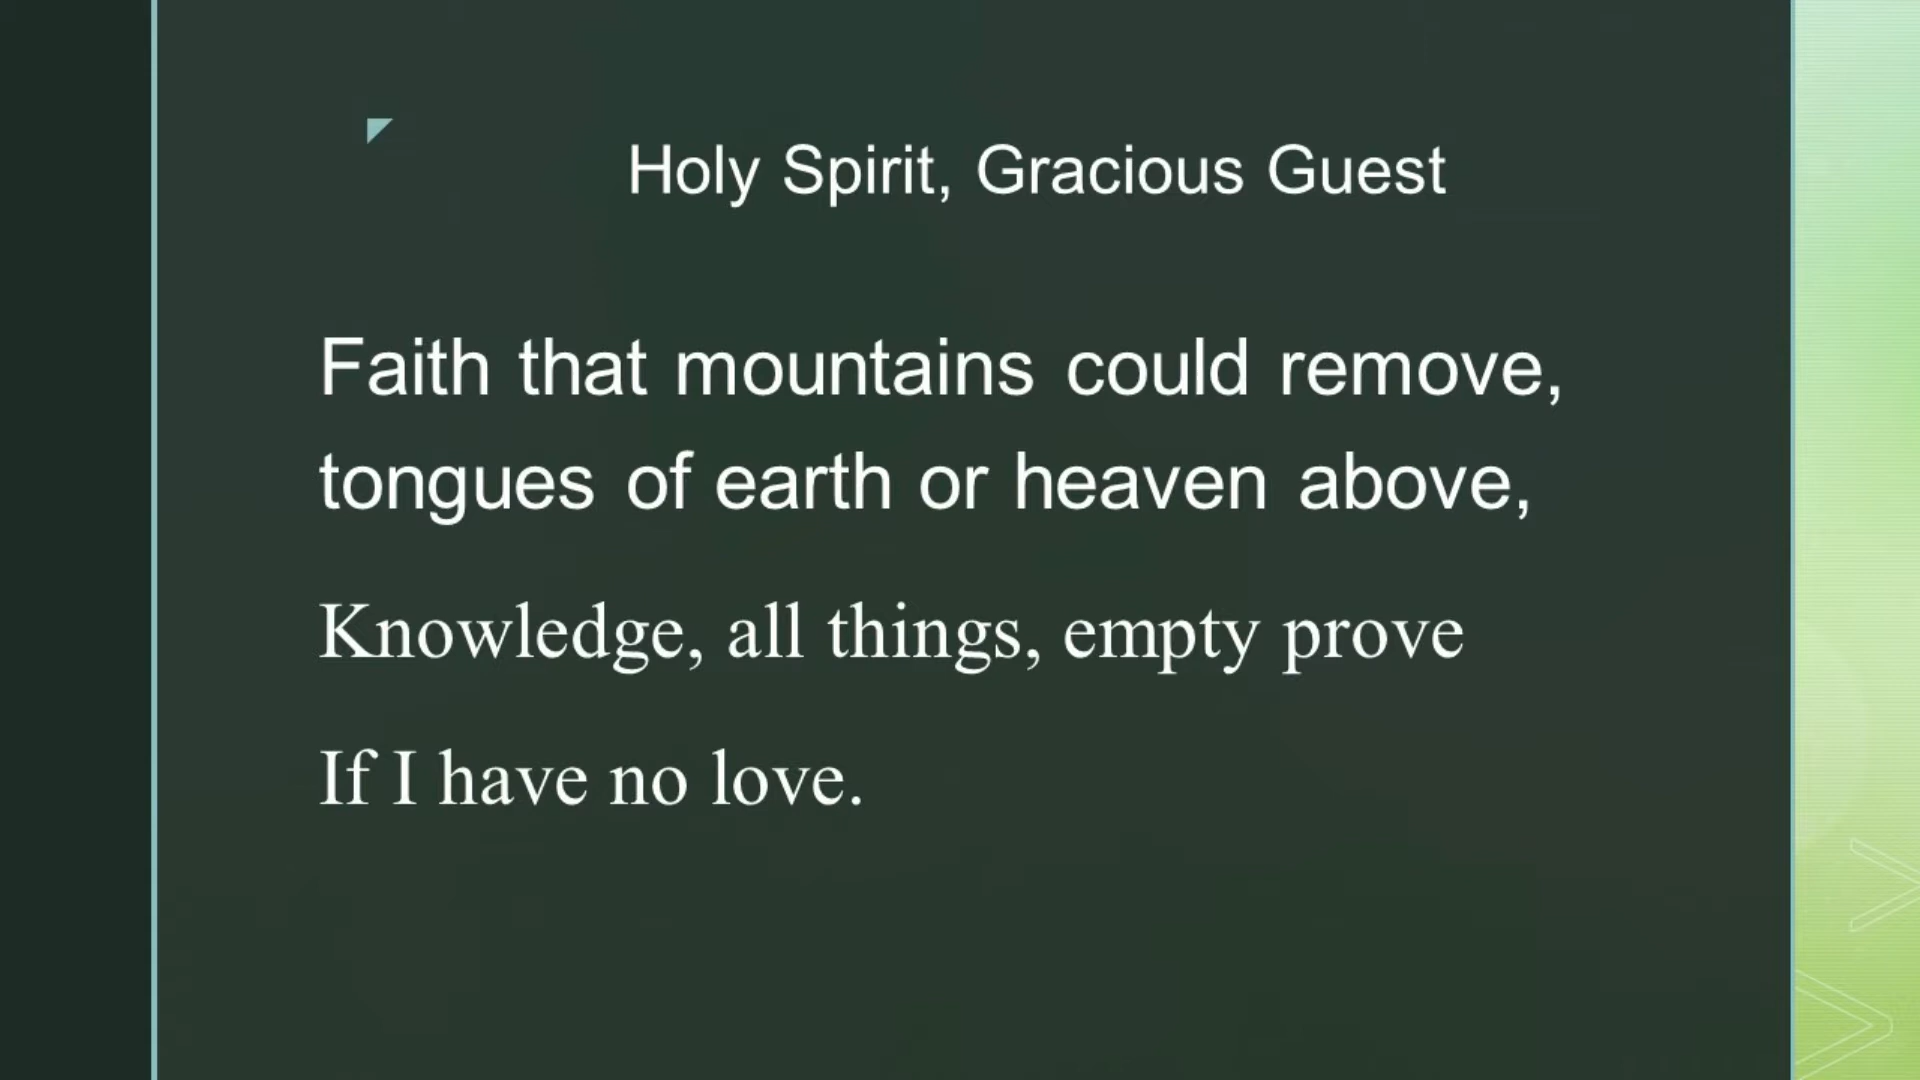 Holy Spirit, Gracious Guest
Faith that mountains could remove,
tongues of earth or heaven above,
Knowledge, all things, empty prove
If I have no love.